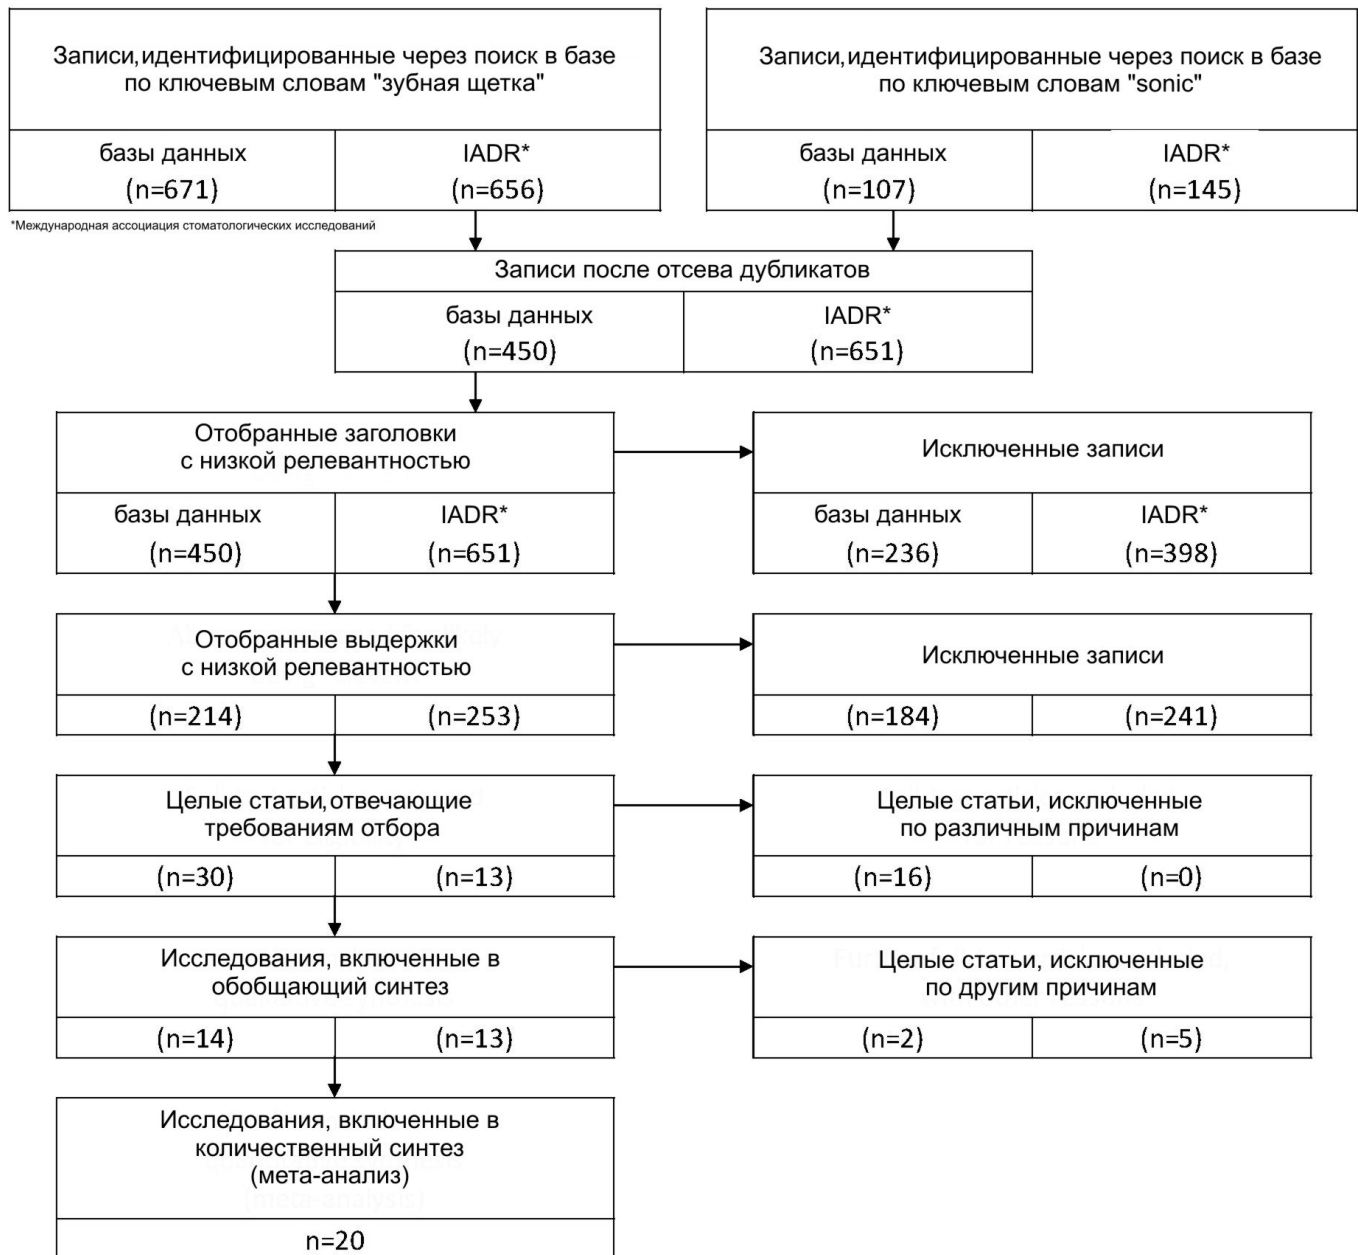 Записи, идентифицированные через поиск в базе
по ключевым словам "зубная щетка"
базы данных
IADR*
(n=671)
(n=656)
Записи, идентифицированные через поиск в базе
по ключевым словам "sonic"
базы данных
IADR*
(n=107)
(n=145)
*Международная ассоциация стоматологических исследований
Записи после отсева дубликатов
базы данных
IADR*
(n=450)
(n=651)
Отобранные заголовки
с низкой релевантностью
базы данных
IADR*
(n=450)
(n=651)
Исключенные записи
базы данных
IADR*
(n=236)
(n=398)
Отобранные выдержки
с низкой релевантностью
(n=214)
(n=253)
Исключенные записи
(n=184)
(n=241)
Целые статьи, отвечающие
требованиям отбора
(n=30)
(n=13)
Целые статьи, исключенные
по различным причинам
(n=16)
(n=0)
Исследования, включенные в
обобщающий синтез
(n=14)
(n=13)
Целые статьи, исключенные
по другим причинам
(n=2)
(n=5)
Исследования, включенные в
количественный синтез
(мета-анализ)
(meta-analysis)
n=20